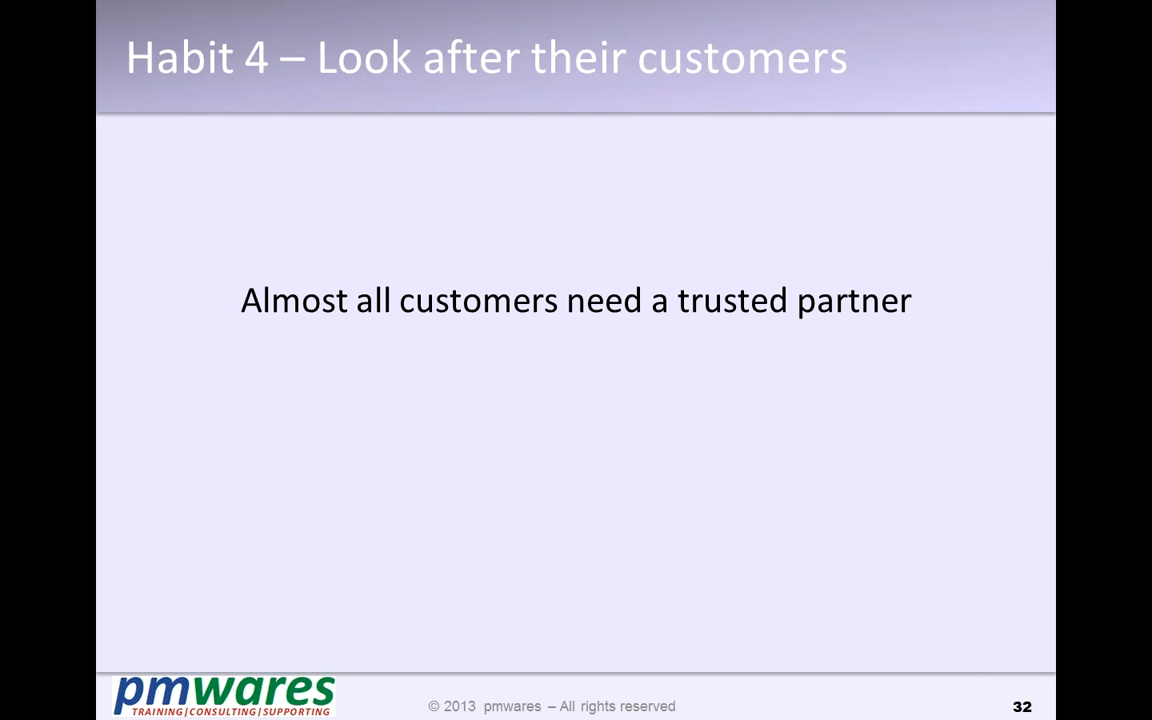 Habit 4 – Look after their customers
Almost all customers need a trusted partner
pmwares
TRAINING|CONSULTING|SUPPORTING
© 2013 pmwares – All rights reserved
32